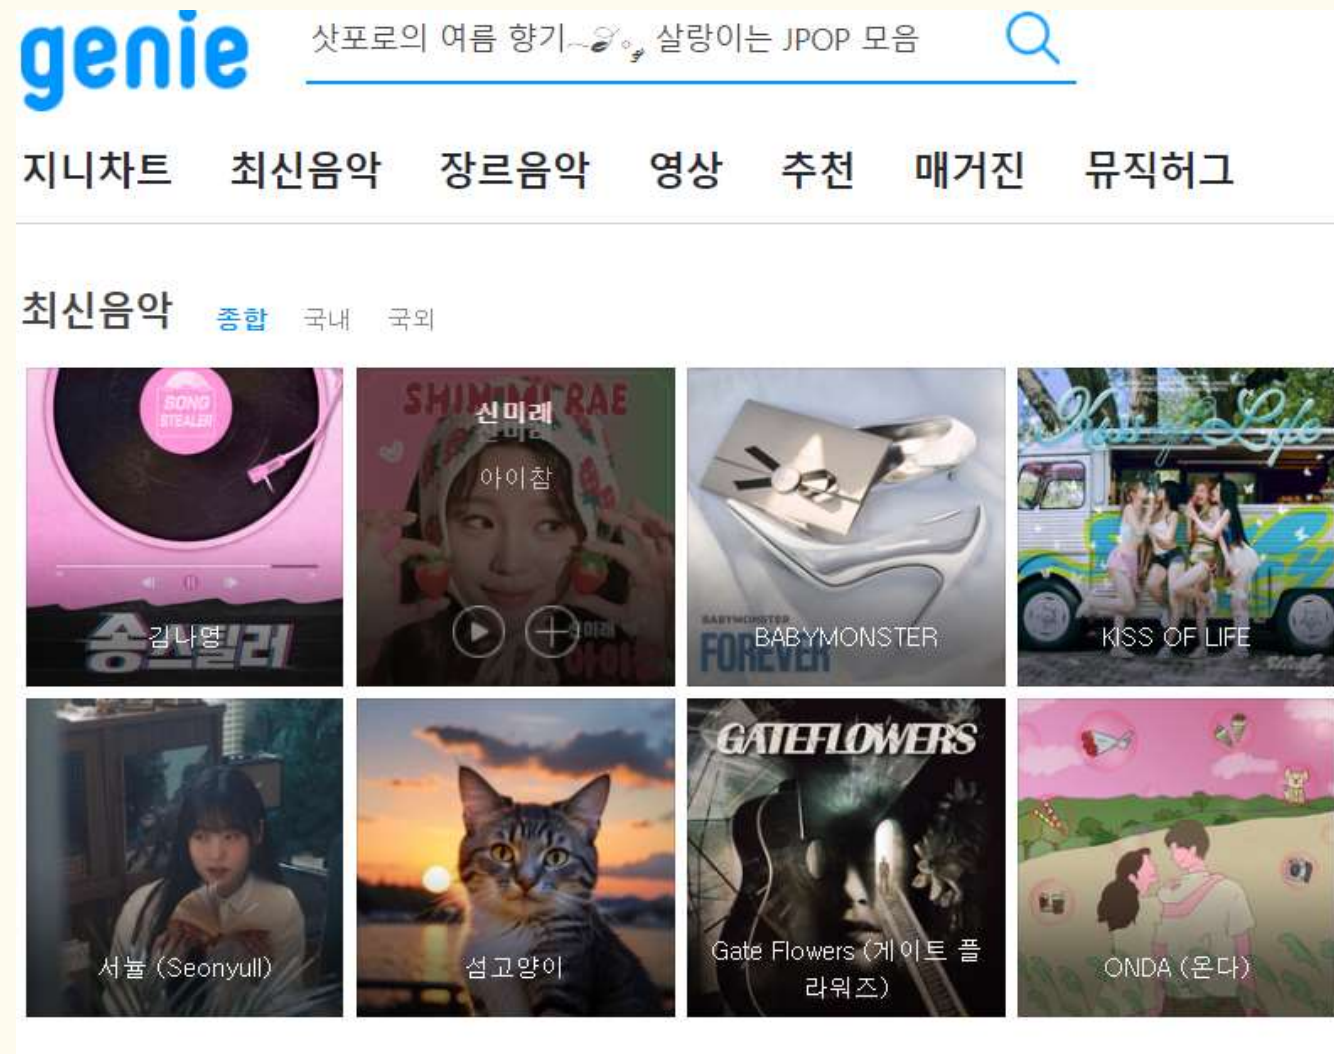 genie
삿포로의 여름 향기 살랑이는 JPOP 모음
지니차트 최신음악 장르음악 영상 추천 매거진 뮤직허그
최신음악 종합 국내 국외
SONG
STEALER
송스틸러
김나영
SHIN MI RAE
신미래
아이참
BABYMONSTER
FOREVER
BABYMONSTER
Kiss of Life
KISS OF LIFE
서뉼 (Seonyull)
섬고양이
GATEFLOWERS
Gate Flowers (게이트 플
라워즈)
ONDA (온다)